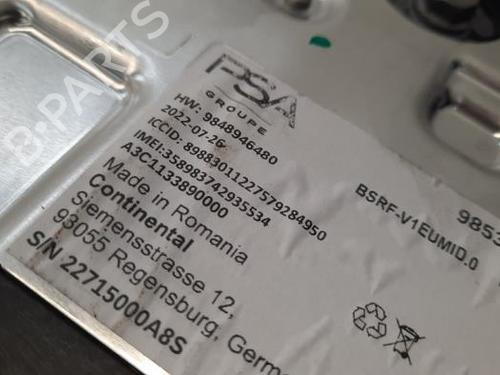 B-PARTS
PSA
GROUPE
HW: 9848946480
2022-07-26
ICCID: 89883011227579284950
IMEI:358983742935534
A3C1133890000
Made in Romania
Continental
Siemensstrasse 12,
93055 Regensburg, Germ
S/N 22715000A8S
BSRF-V1EUMID.0
9853